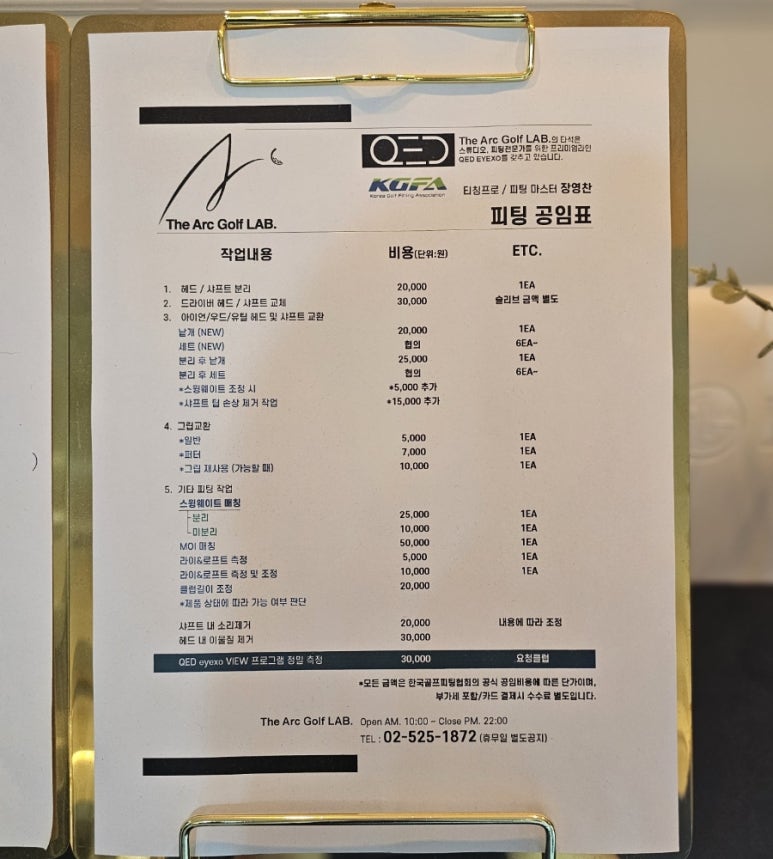 QED
The Arc Golf LAB.의 타석은
스튜디오, 피팅전문가를 위한 프리미엄라인
QED EYEXO를 갖추고 있습니다.
KGFA
Korea Golf Fitting Association
티칭프로 / 피팅 마스터 장영찬
The Arc Golf LAB.
피팅 공임표
작업내용 비용(단위:원) ETC.
1. 헤드 / 샤프트 분리 20,000 1EA
2. 드라이버 헤드 / 샤프트 교체 30,000 슬리브 금액 별도
3. 아이언/우드/유틸 헤드 및 샤프트 교환
낱개 (NEW) 20,000 1EA
세트 (NEW) 협의 6EA~
분리 후 낱개 25,000 1EA
분리 후 세트 협의 6EA~
*스윙웨이트 조정 시 *5,000 추가
*샤프트 팁 손상 제거 작업 *15,000 추가
4. 그립교환
*일반 5,000 1EA
*퍼터 7,000 1EA
*그립 재사용 (가능할 때) 10,000 1EA
5. 기타 피팅 작업
스윙웨이트 매칭
-분리 25,000 1EA
-미분리 10,000 1EA
MOI 매칭 50,000 1EA
라이&로프트 측정 5,000 1EA
라이&로프트 측정 및 조정 10,000 1EA
클럽길이 조정 20,000
*제품 상태에 따라 가능 여부 판단
샤프트 내 소리제거 20,000 내용에 따라 조정
헤드 내 이물질 제거 30,000
QED eyexo VIEW 프로그램 정밀 측정 30,000 요청클럽
*모든 금액은 한국골프피팅협회의 공식 공임비용에 따른 단가이며,
부가세 포함/카드 결제시 수수료 별도입니다.
The Arc Golf LAB. Open AM. 10:00 ~ Close PM. 22:00
TEL : 02-525-1872 (휴무일 별도공지)
)